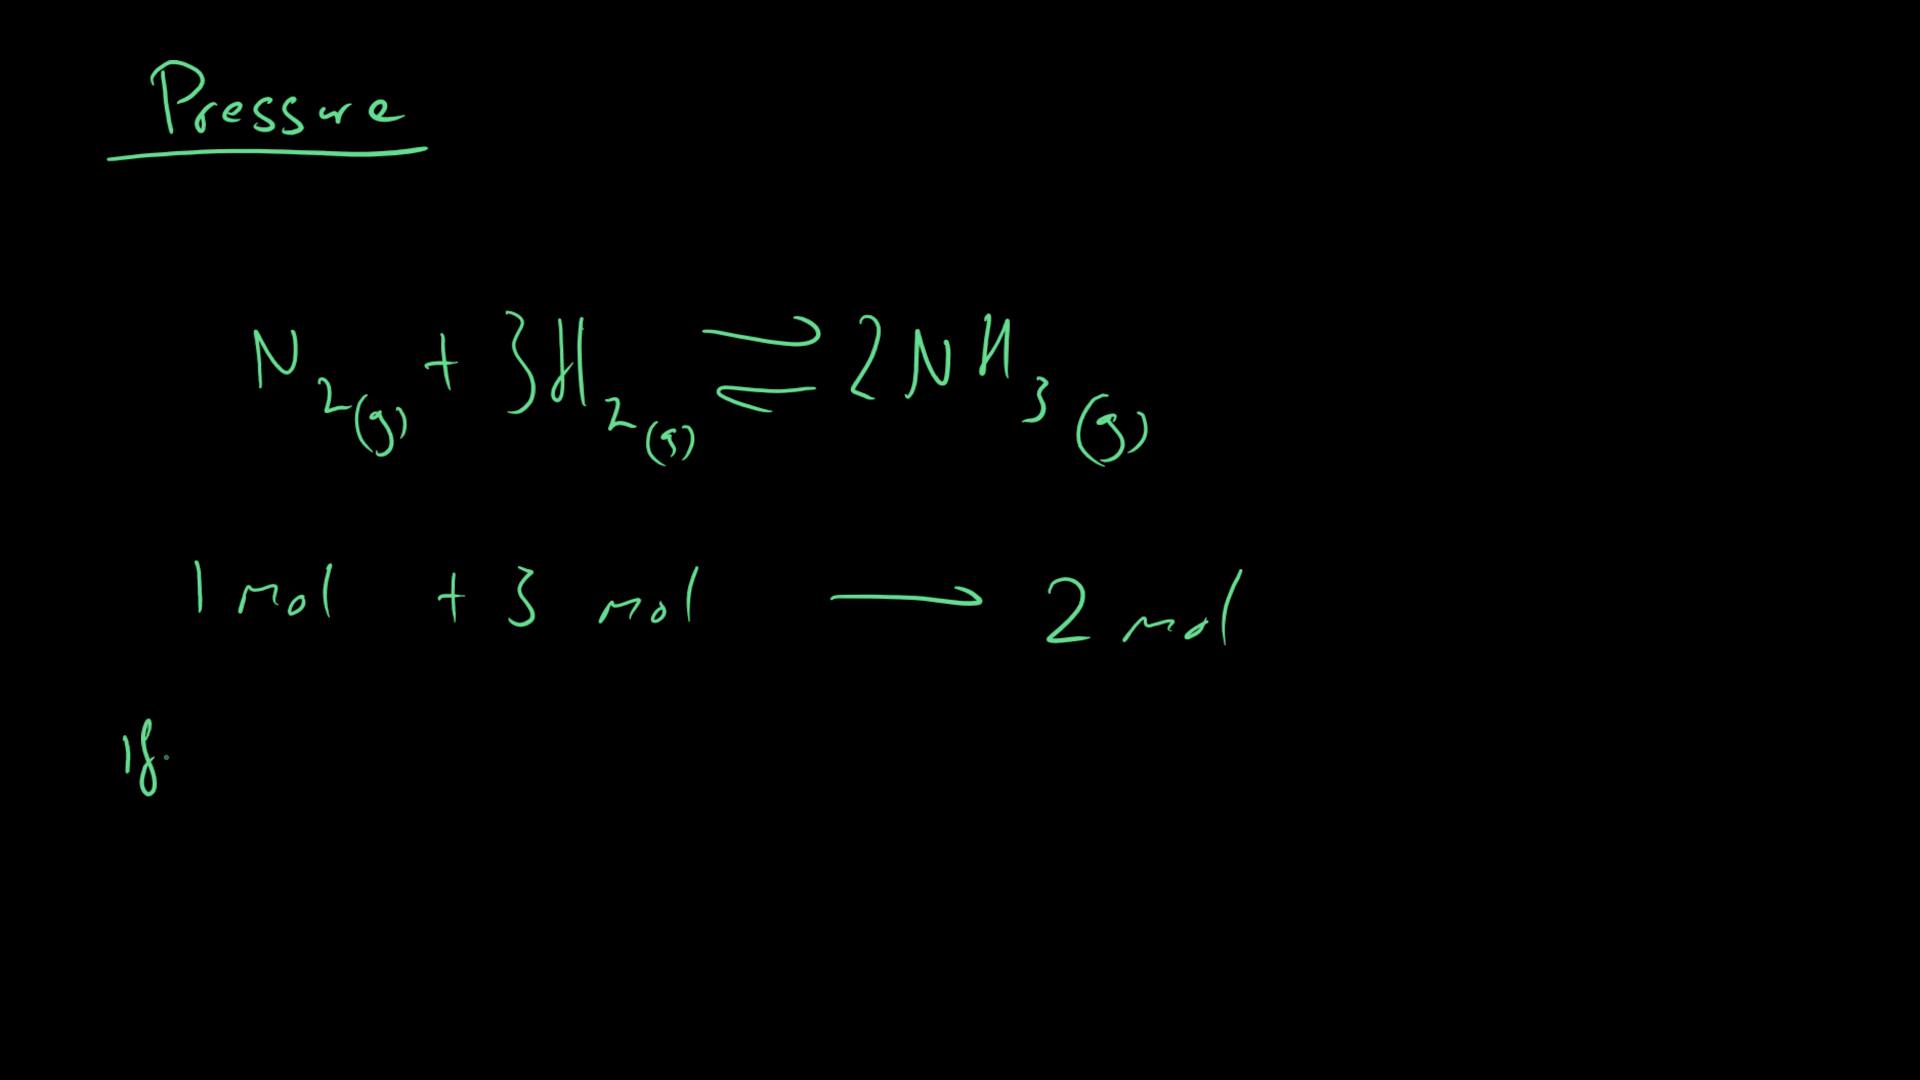 Pressure
N₂(g) + 3H₂(g) ⇌ 2NH₃(g)
1 mol + 3 mol → 2 mol
If